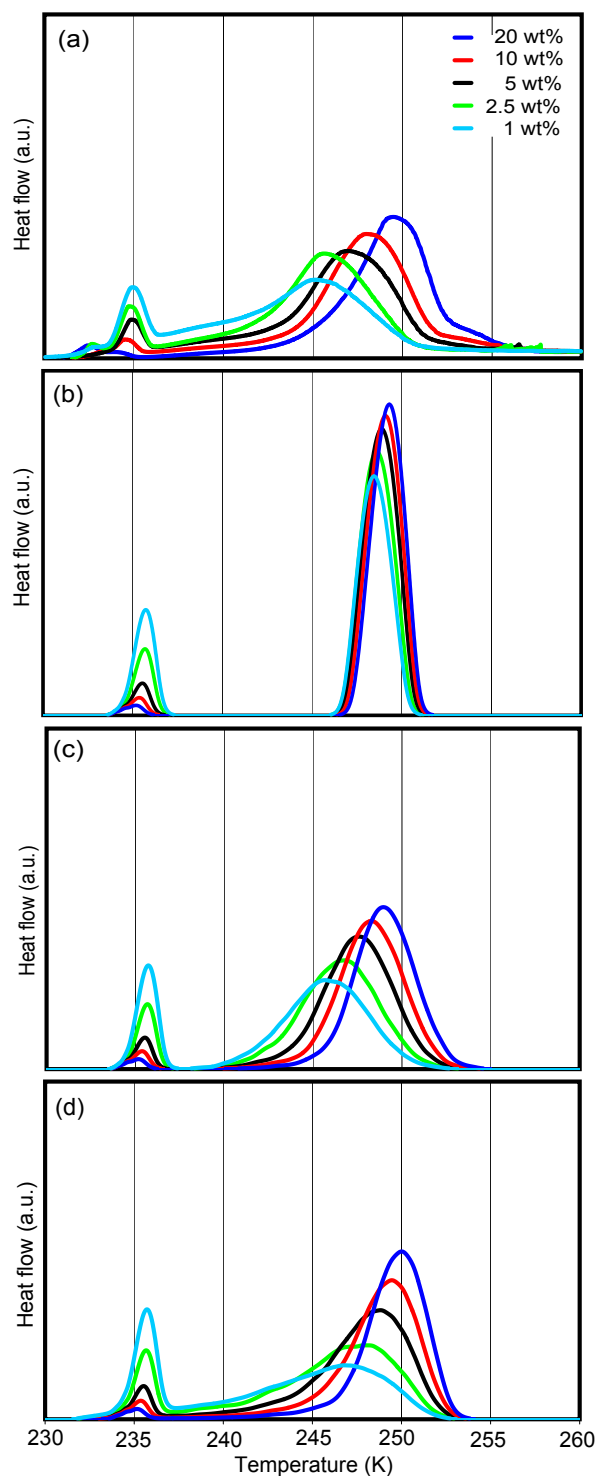 (a)
20 wt%
10 wt%
5 wt%
2.5 wt%
1 wt%
Heat flow (a.u.)
(b)
Heat flow (a.u.)
(c)
Heat flow (a.u.)
(d)
Heat flow (a.u.)
230 235 240 245 250 255 260
Temperature (K)